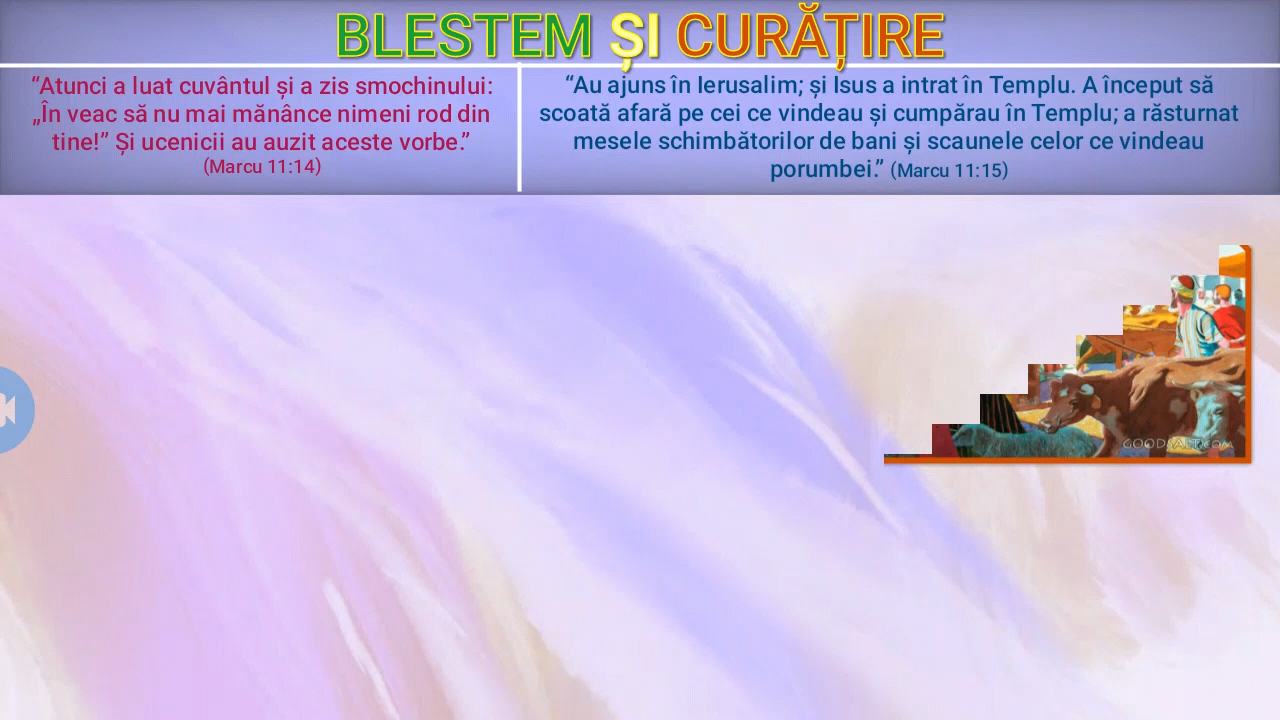 BLESTEM ȘI CURĂȚIRE
“Atunci a luat cuvântul și a zis smochinului:
„În veac să nu mai mănânce nimeni rod din
tine!” Și ucenicii au auzit aceste vorbe.”
(Marcu 11:14)
“Au ajuns în Ierusalim; și Isus a intrat în Templu. A început să
scoată afară pe cei ce vindeau și cumpărau în Templu; a răsturnat
mesele schimbătorilor de bani și scaunele celor ce vindeau
porumbei.” (Marcu 11:15)
GOODSALT.COM